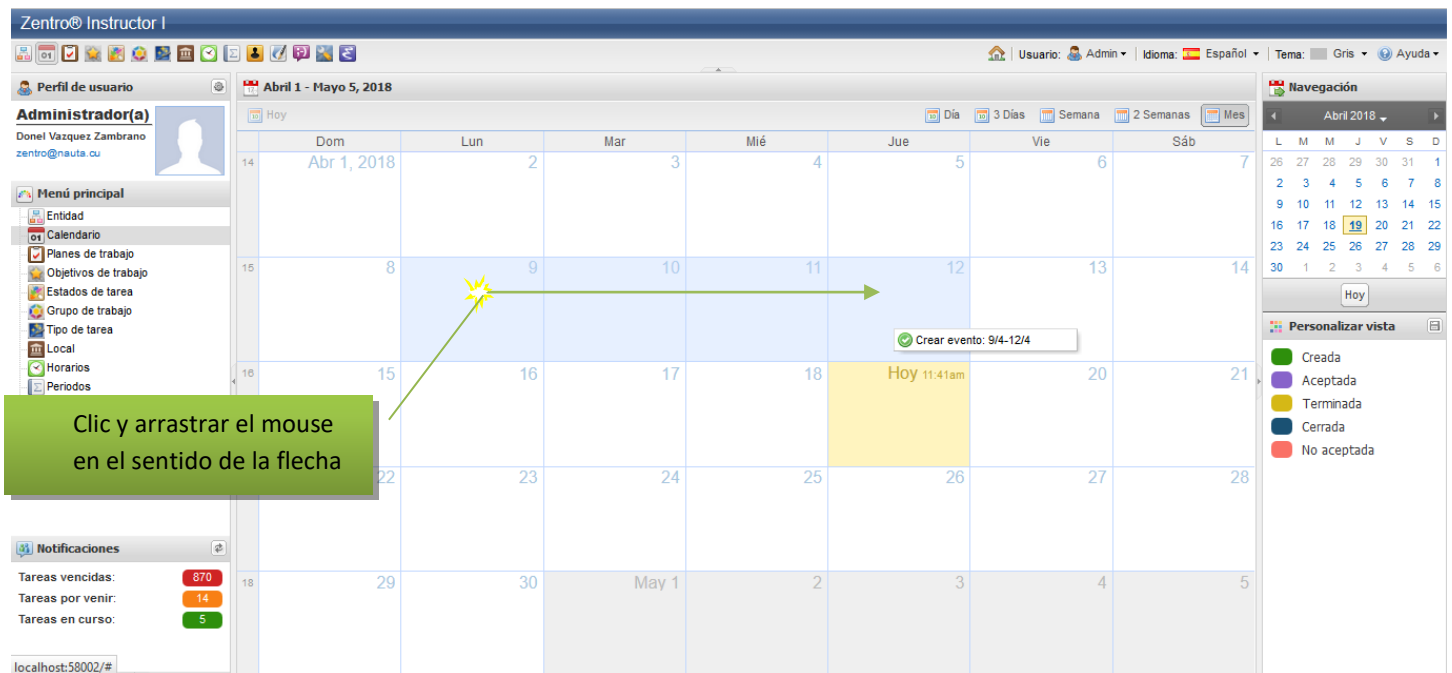 Zentro® Instructor I
Usuario: Admin Idioma: Español Tema: Gris Ayuda
Perfil de usuario
Administrador(a)
Donel Vazquez Zambrano
zentro@nauta.cu
Menú principal
Entidad
01 Calendario
Planes de trabajo
Objetivos de trabajo
Estados de tarea
Grupo de trabajo
Tipo de tarea
Local
Horarios
Periodos
Clic y arrastrar el mouse
en el sentido de la flecha
Notificaciones
Tareas vencidas: 870
Tareas por venir: 14
Tareas en curso: 5
localhost:58002/#
Abril 1 - Mayo 5, 2018
Hoy Día 3 Días Semana 2 Semanas Mes
Dom Lun Mar Mié Jue Vie Sáb
14 Abr 1, 2018 2 3 4 5 6 7
15 8 9 10 11 12 13 14
Crear evento: 9/4-12/4
16 15 16 17 18 Hoy 11:41am 20 21
22 23 24 25 26 27 28
18 29 30 May 1 2 3 4 5
Navegación
Abril 2018
L M M J V S D
26 27 28 29 30 31 1
2 3 4 5 6 7 8
9 10 11 12 13 14 15
16 17 18 19 20 21 22
23 24 25 26 27 28 29
30 1 2 3 4 5 6
Hoy
Personalizar vista
Creada
Aceptada
Terminada
Cerrada
No aceptada